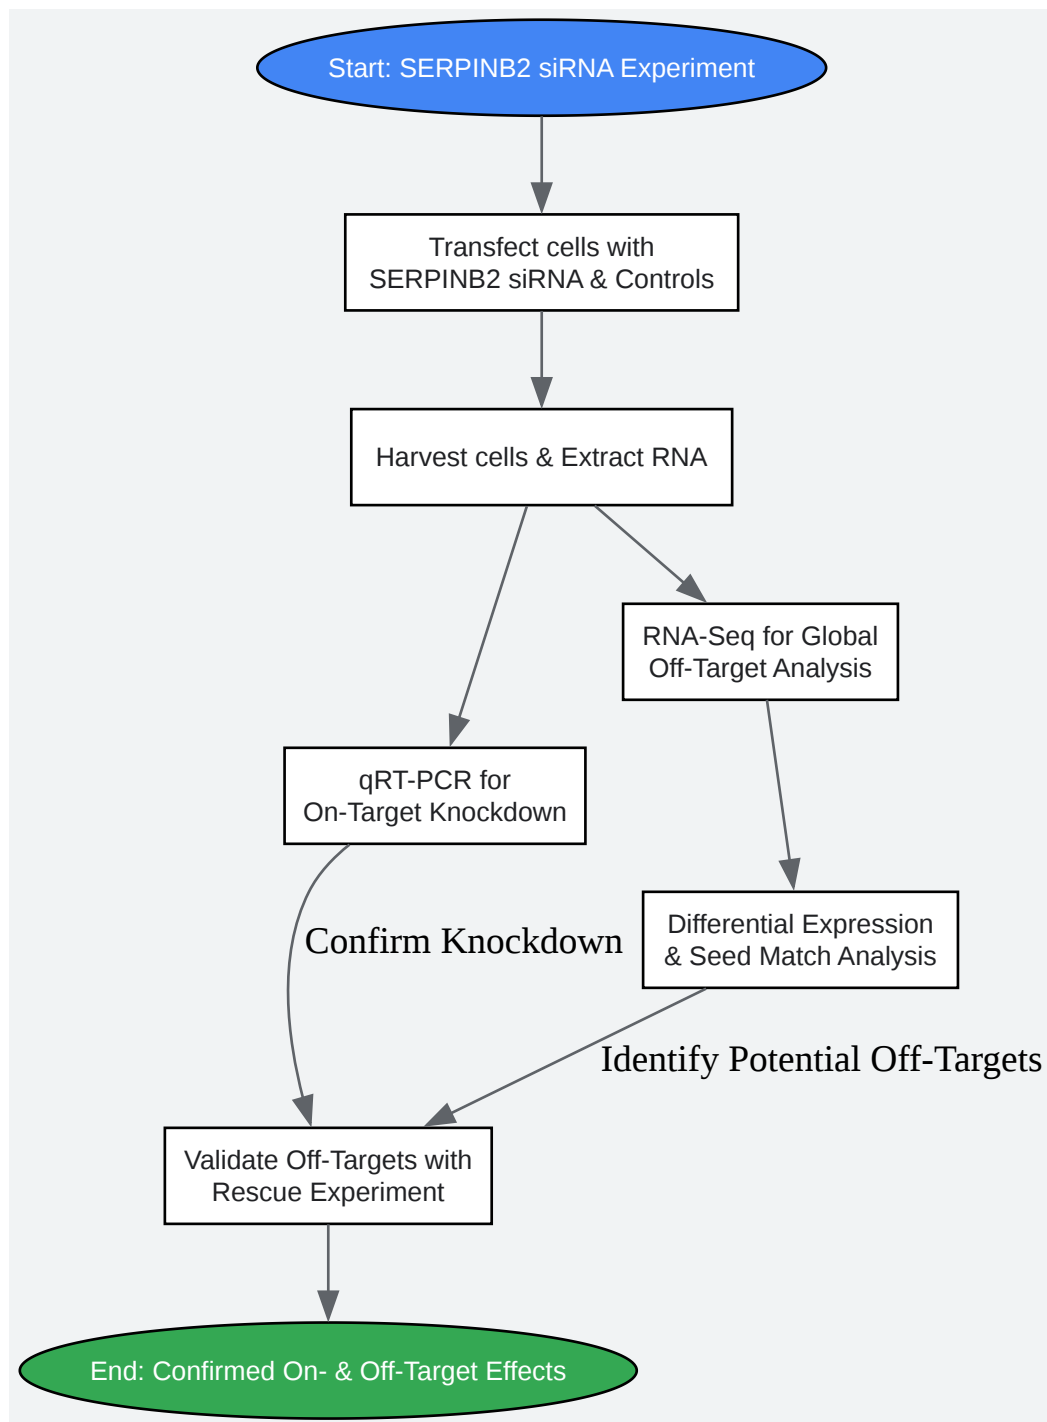 Start: SERPINB2 siRNA Experiment
Transfect cells with
SERPINB2 siRNA & Controls
Harvest cells & Extract RNA
RNA-Seq for Global
Off-Target Analysis
qRT-PCR for
On-Target Knockdown
Differential Expression
& Seed Match Analysis
Confirm Knockdown
Identify Potential Off-Targets
Validate Off-Targets with
Rescue Experiment
End: Confirmed On- & Off-Target Effects